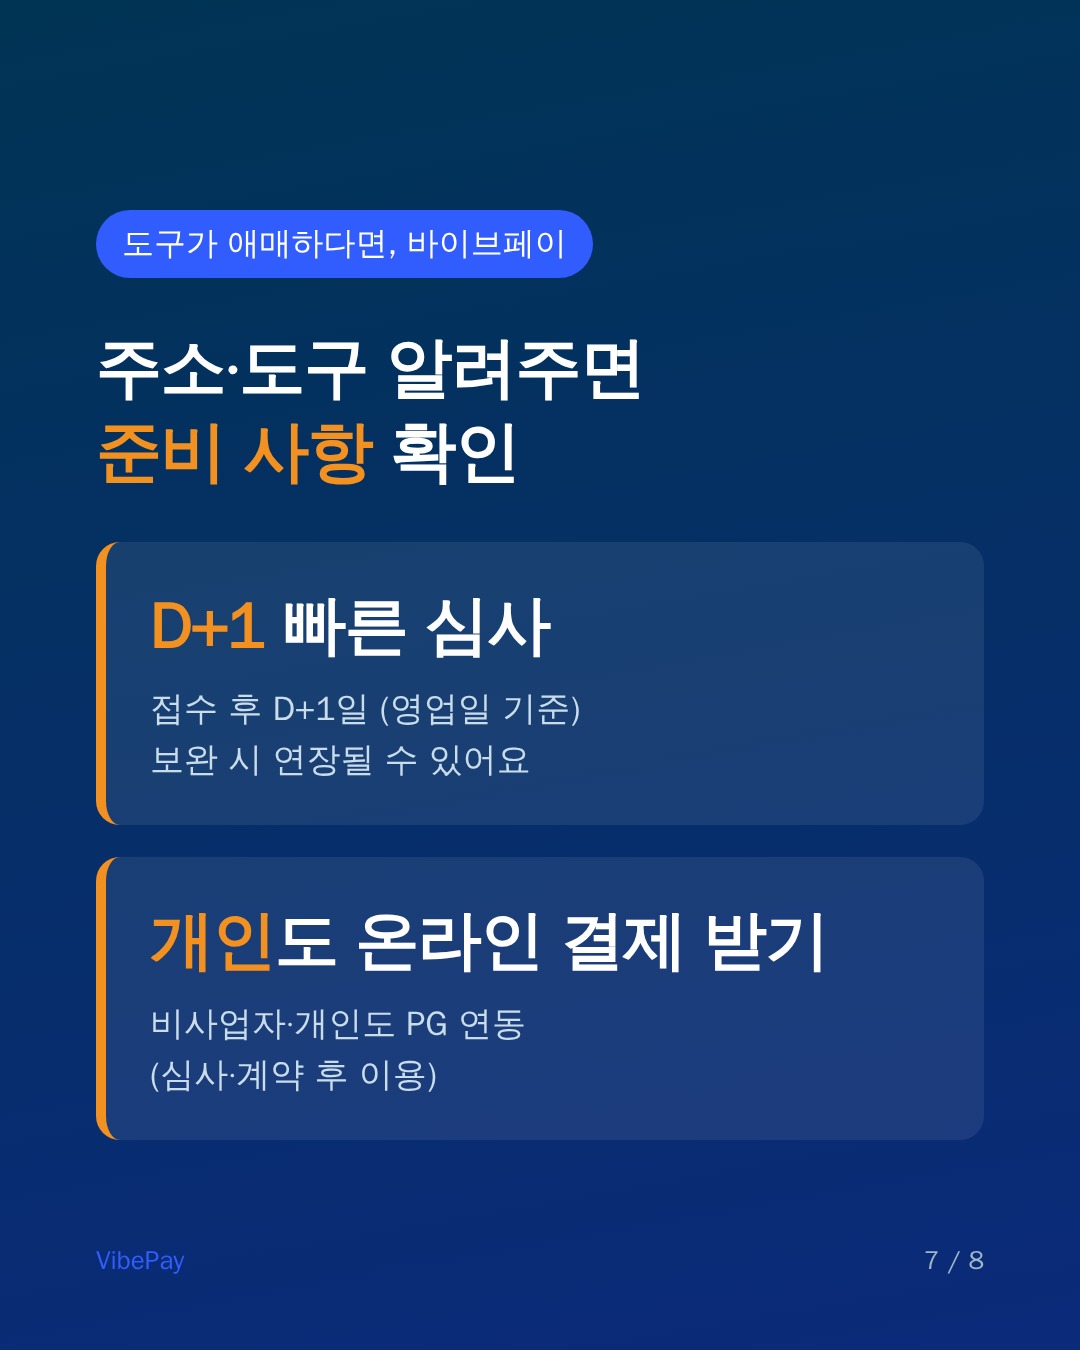 도구가 애매하다면, 바이브페이
주소·도구 알려주면
준비 사항 확인
D+1 빠른 심사
접수 후 D+1일 (영업일 기준)
보완 시 연장될 수 있어요
개인도 온라인 결제 받기
비사업자·개인도 PG 연동
(심사·계약 후 이용)
VibePay
7 / 8